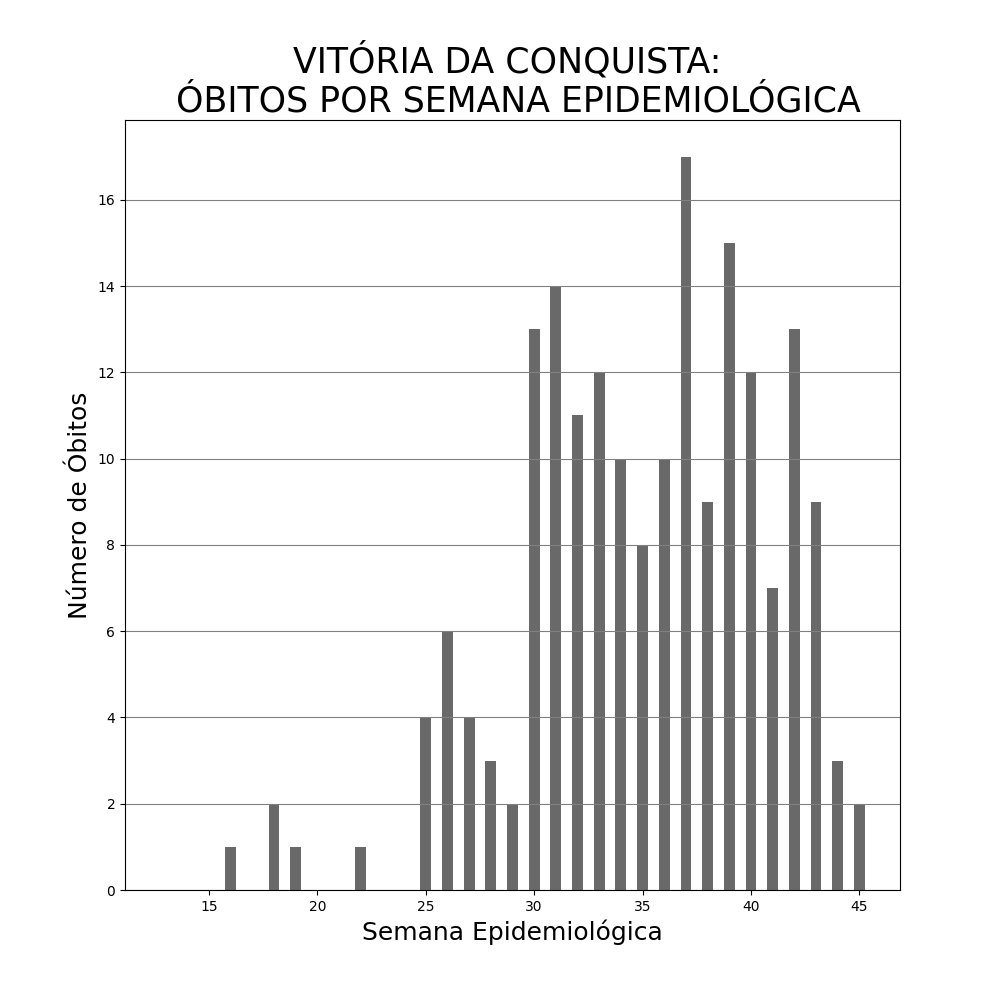 VITÓRIA DA CONQUISTA:
ÓBITOS POR SEMANA EPIDEMIOLÓGICA
16
14
12
10
8
6
4
2
0
Número de Óbitos
15 20 25 30 35 40 45
Semana Epidemiológica